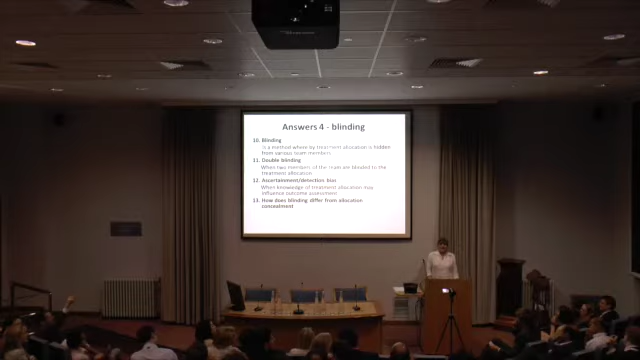 Answers 4 - blinding
10. Blinding
Is a method where by treatment allocation is hidden
from various team members
11. Double blinding
When two members of the team are blinded to the
treatment allocation
12. Ascertainment/detection bias
When knowledge of treatment allocation may
influence outcome assessment
13. How does blinding differ from allocation
concealment